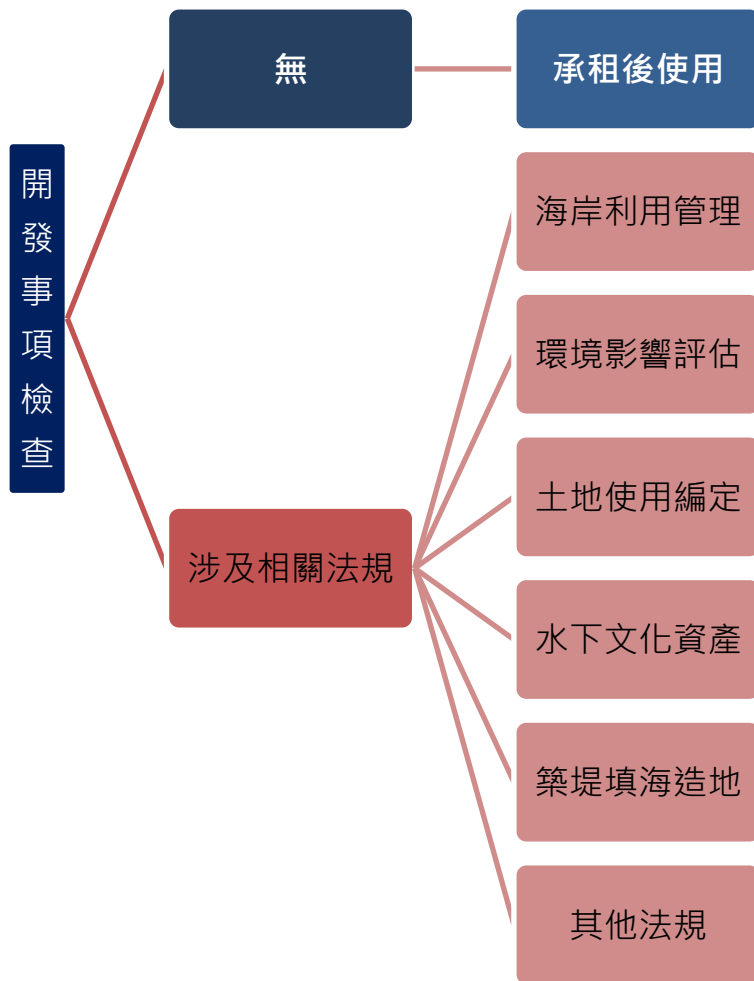 開發事項檢查
無
承租後使用
涉及相關法規
海岸利用管理
環境影響評估
土地使用編定
水下文化資產
築堤填海造地
其他法規